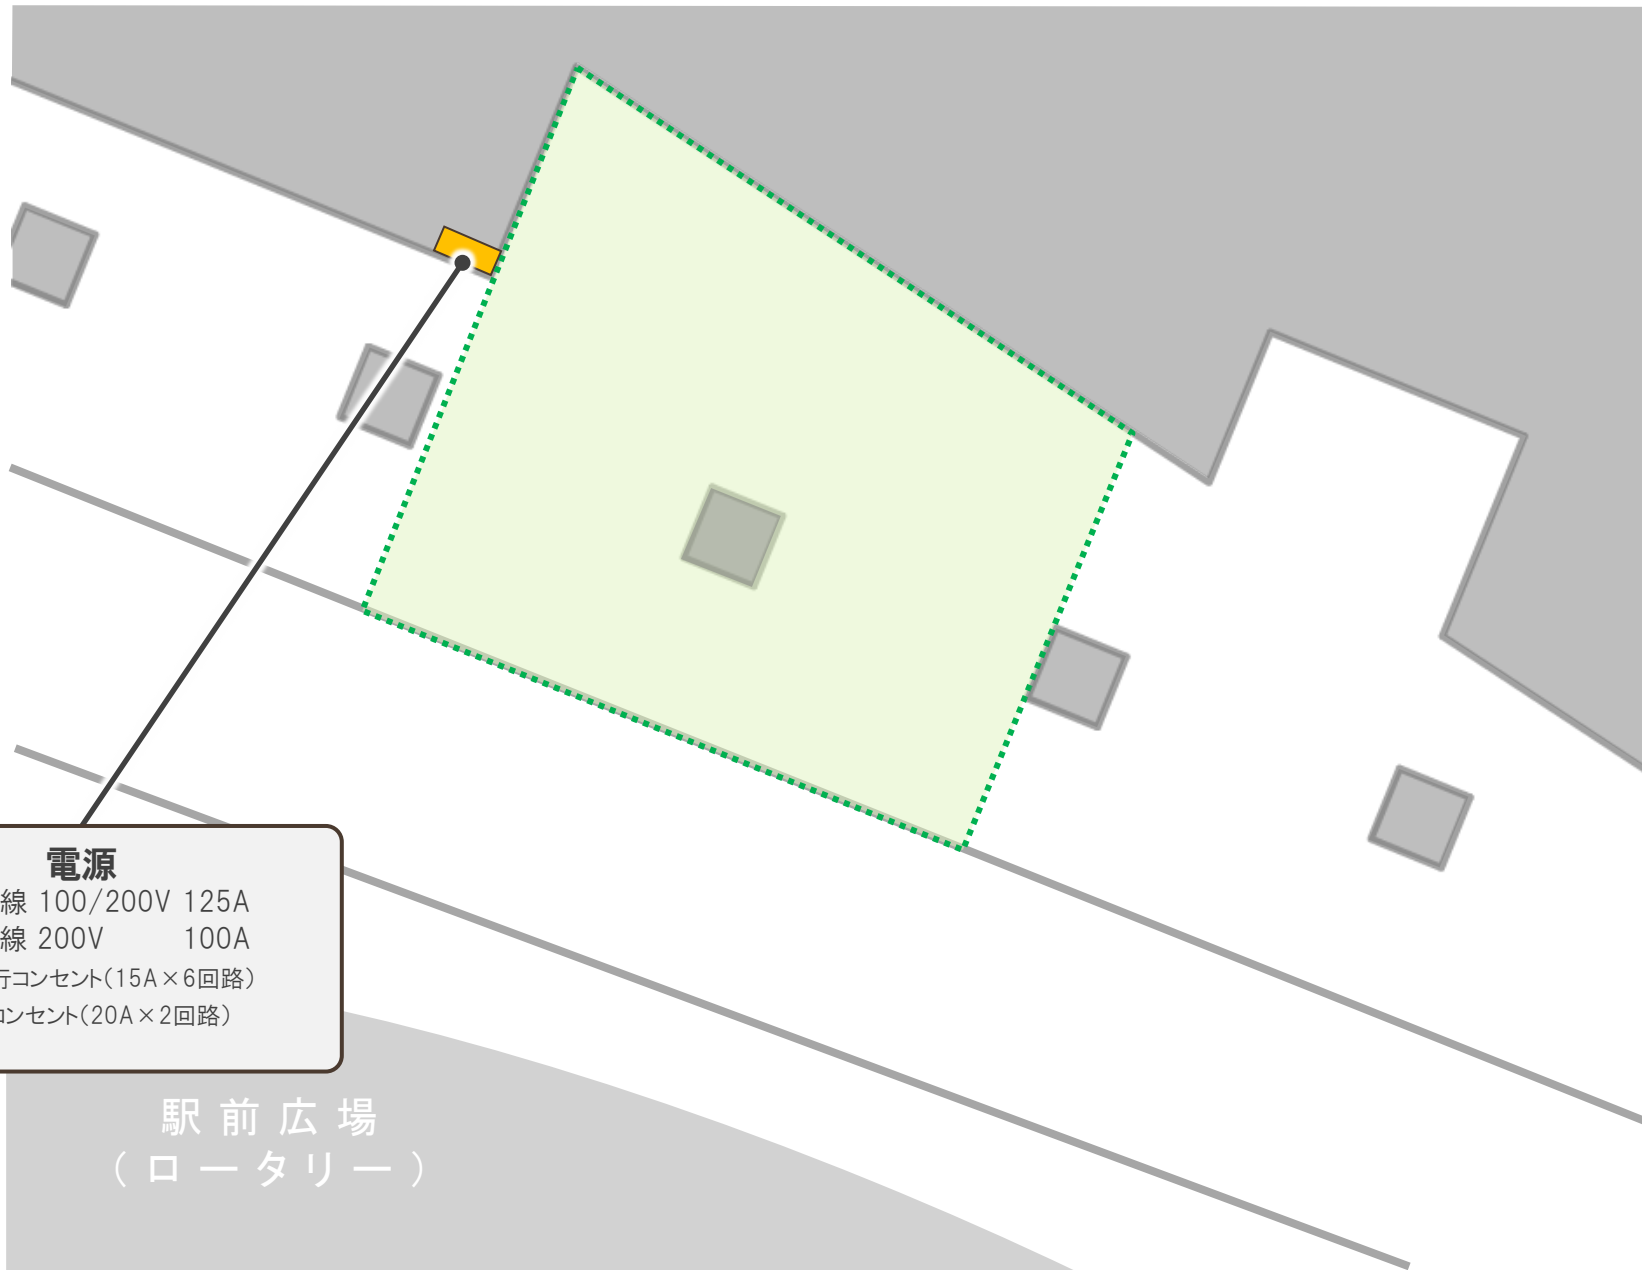 電源
線 100/200V 125A
線 200V 100A
行コンセント(15A×6回路)
コンセント(20A×2回路)
駅前広場
(ロータリー)